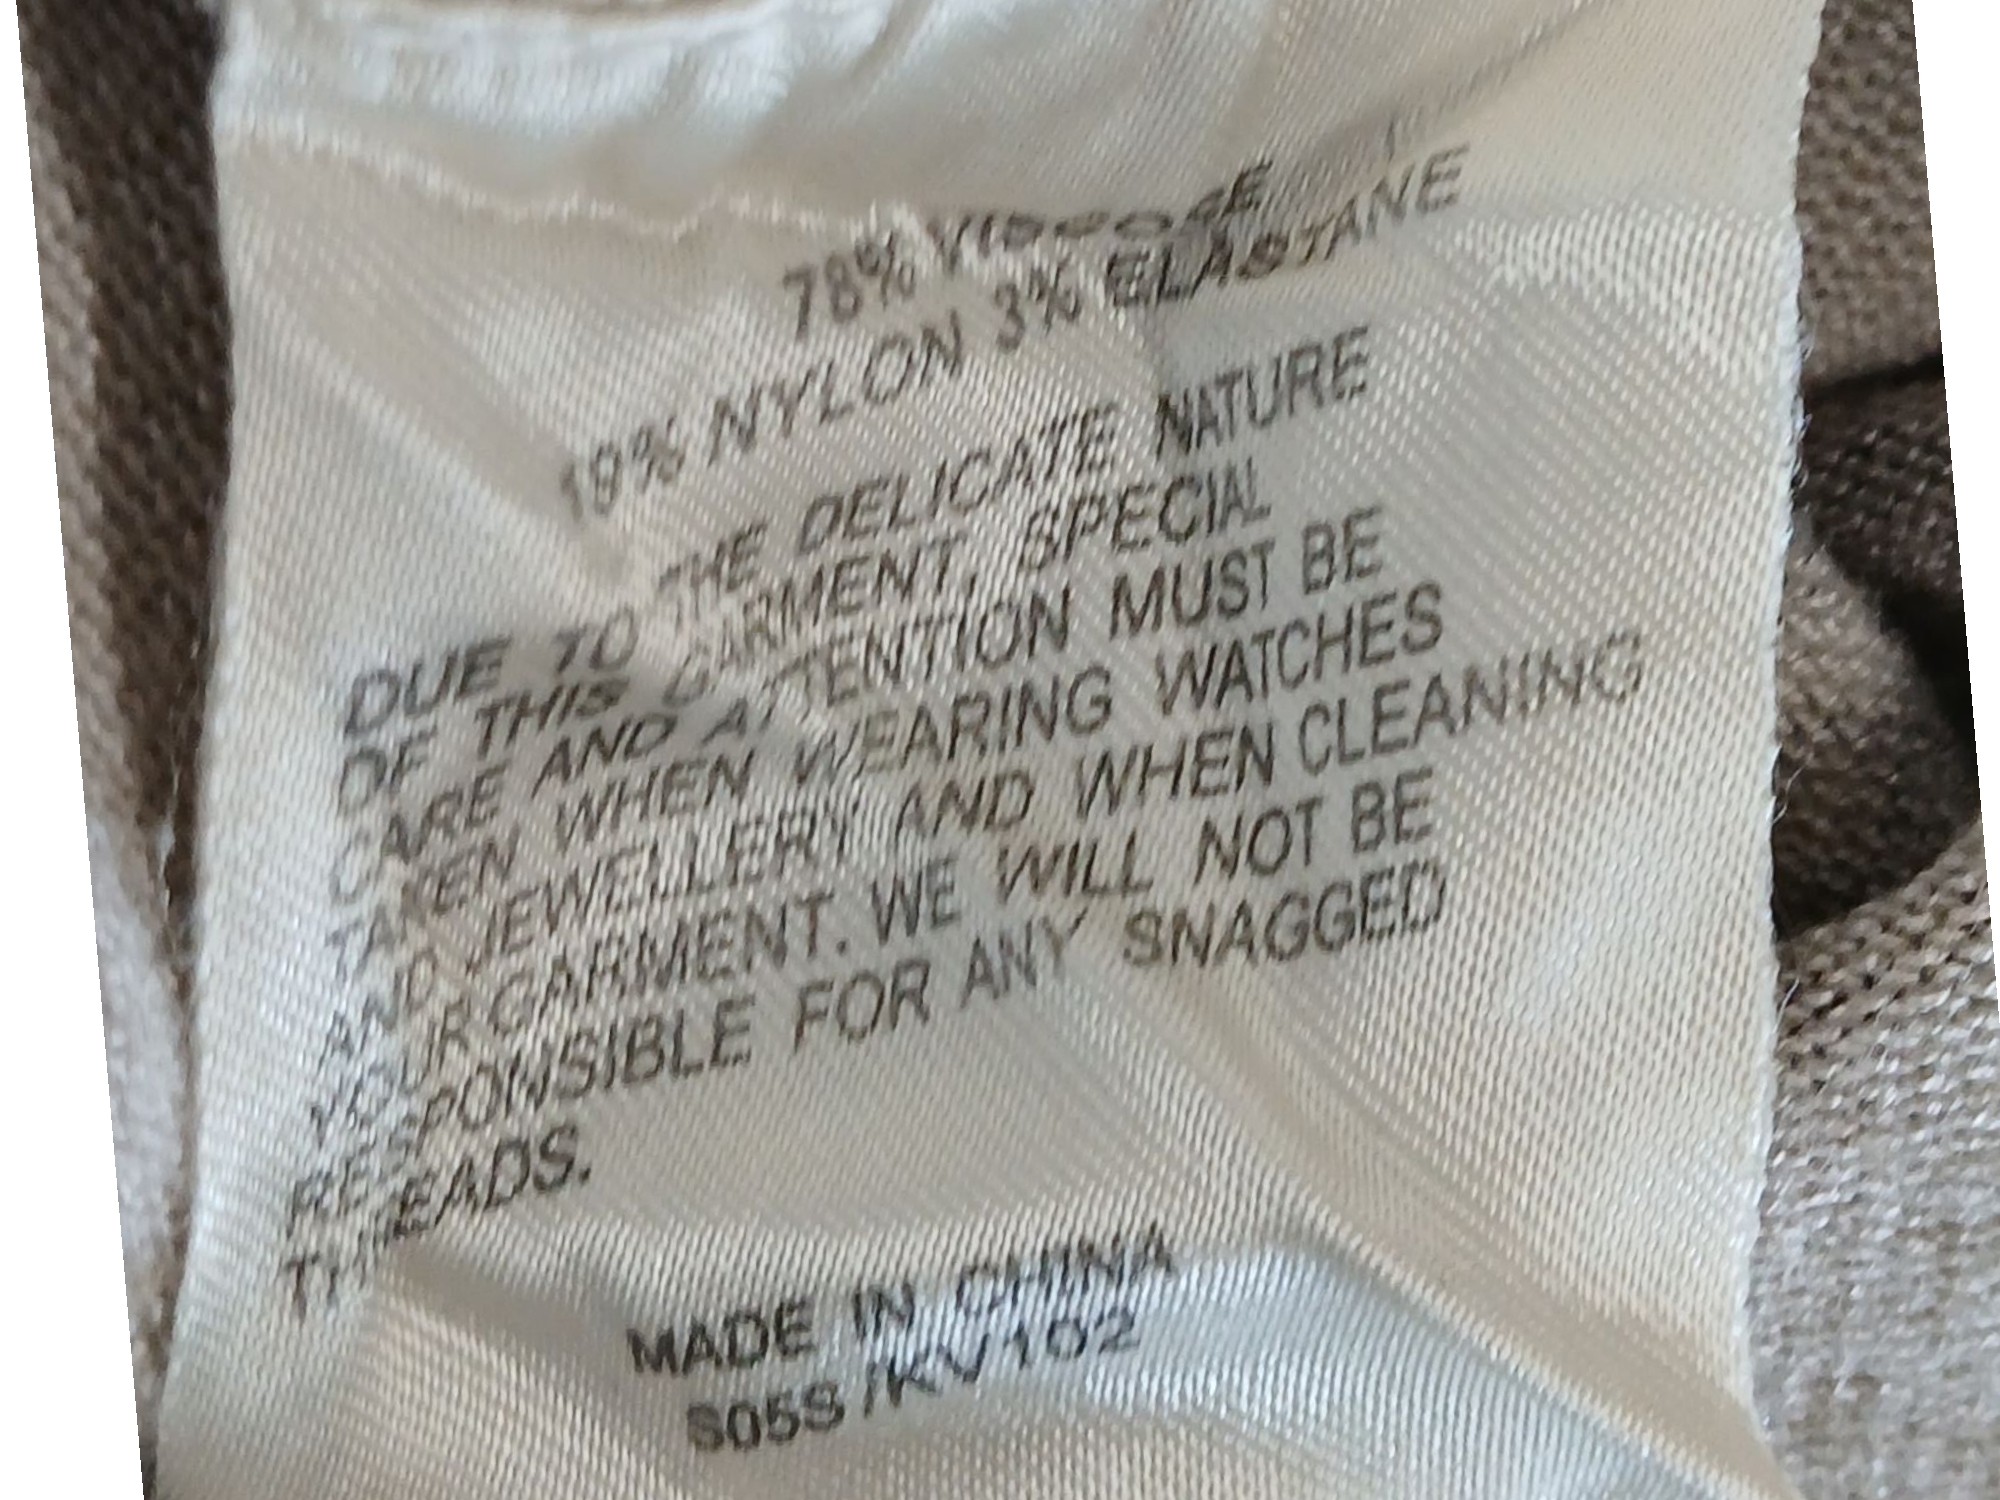 78% VISCOSE
19% NYLON 3% ELASTANE
DUE TO THE DELICATE NATURE
OF THIS GARMENT, SPECIAL
CARE AND ATTENTION MUST BE
TAKEN WHEN WEARING WATCHES
AND JEWELLERY AND WHEN CLEANING
YOUR GARMENT. WE WILL NOT BE
RESPONSIBLE FOR ANY SNAGGED
THREADS.
MADE IN CHINA
S05S/KV102